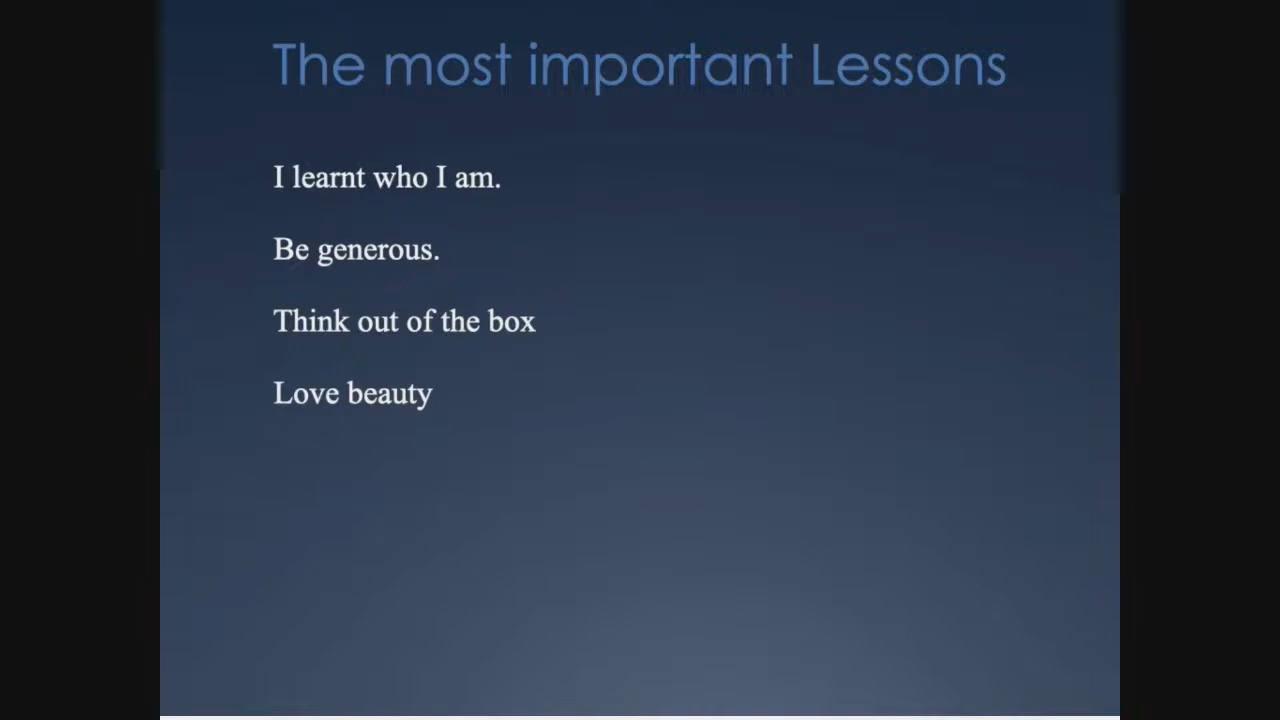 The most important Lessons
I learnt who I am.
Be generous.
Think out of the box
Love beauty